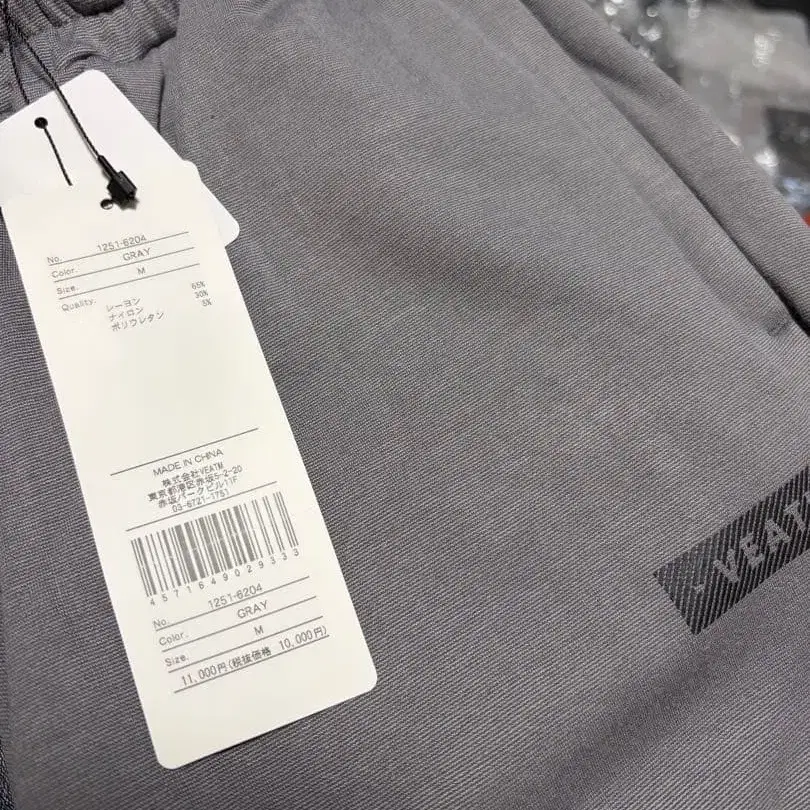 No. 1251-6204
Color. GRAY
Size. M
Quality. レーヨン 65%
ナイロン 30%
ポリウレタン 5%
MADE IN CHINA
株式会社VEATM
東京都港区赤坂5-2-20
赤坂パークビル11F
03-6721-1751
4571649029333
No. 1251-6204
Color. GRAY
Size. M
11,000円(税抜価格 10,000円)
VEAT